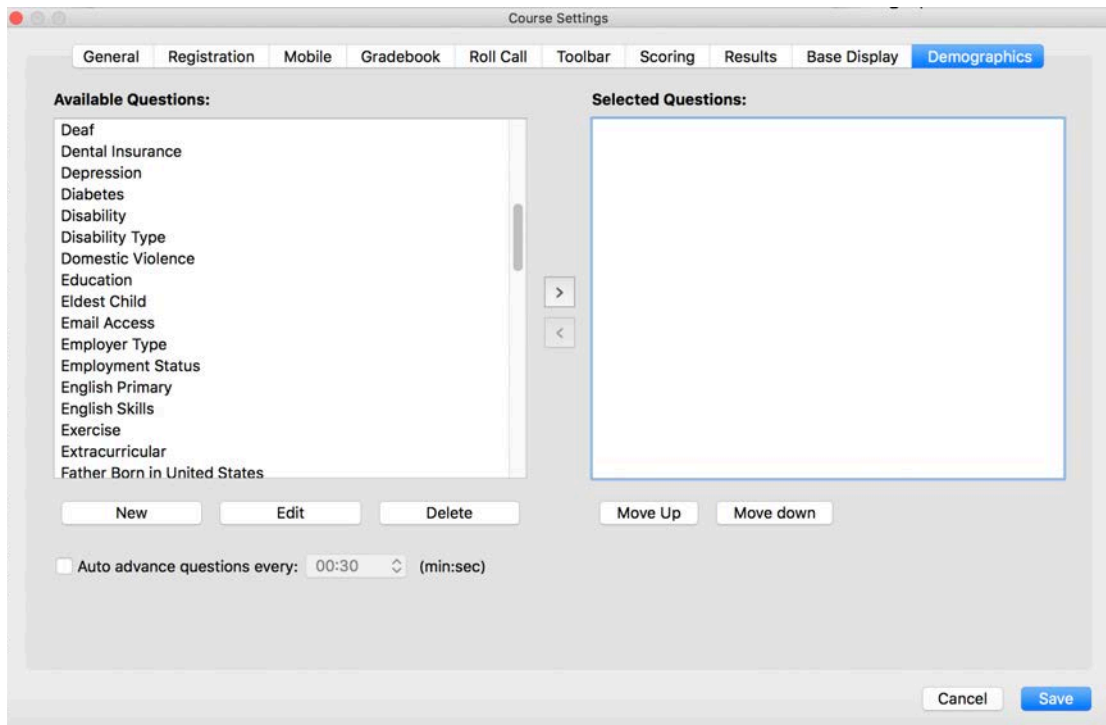 Course Settings
General Registration Mobile Gradebook Roll Call Toolbar Scoring Results Base Display Demographics
Available Questions:
Deaf
Dental Insurance
Depression
Diabetes
Disability
Disability Type
Domestic Violence
Education
Eldest Child
Email Access
Employer Type
Employment Status
English Primary
English Skills
Exercise
Extracurricular
Father Born in United States
New Edit Delete
Auto advance questions every: 00:30 (min:sec)
>
<
Selected Questions:
Move Up Move down
Cancel Save